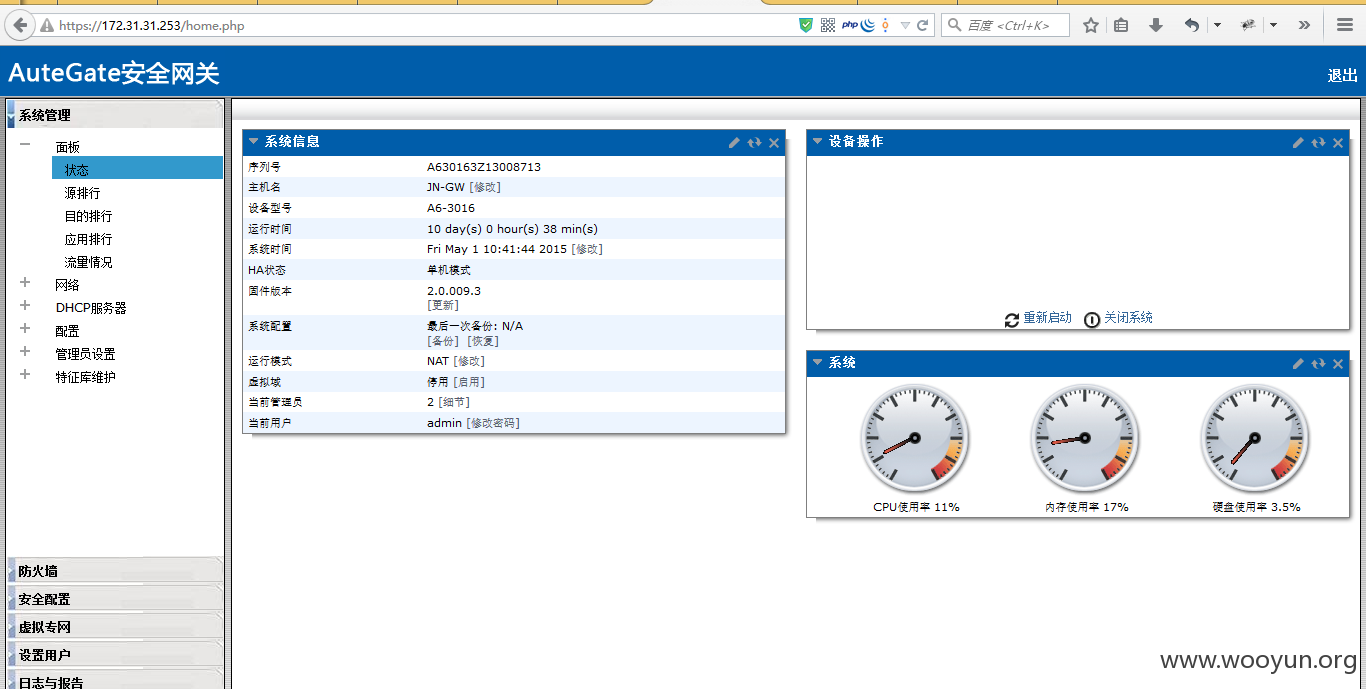 https://172.31.31.253/home.php
php
百度 <Ctrl+K>
AuteGate安全网关
退出
系统管理
面板
状态
源排行
目的排行
应用排行
流量情况
网络
DHCP服务器
配置
管理员设置
特征库维护
防火墙
安全配置
虚拟专网
设置用户
日志与报告
系统信息
序列号 A630163Z13008713
主机名 JN-GW [修改]
设备型号 A6-3016
运行时间 10 day(s) 0 hour(s) 38 min(s)
系统时间 Fri May 1 10:41:44 2015 [修改]
HA状态 单机模式
固件版本 2.0.009.3
[更新]
系统配置 最后一次备份: N/A
[备份] [恢复]
运行模式 NAT [修改]
虚拟域 停用 [启用]
当前管理员 2 [细节]
当前用户 admin [修改密码]
设备操作
重新启动 关闭系统
系统
CPU使用率 11% 内存使用率 17% 硬盘使用率 3.5%
www.wooyun.org